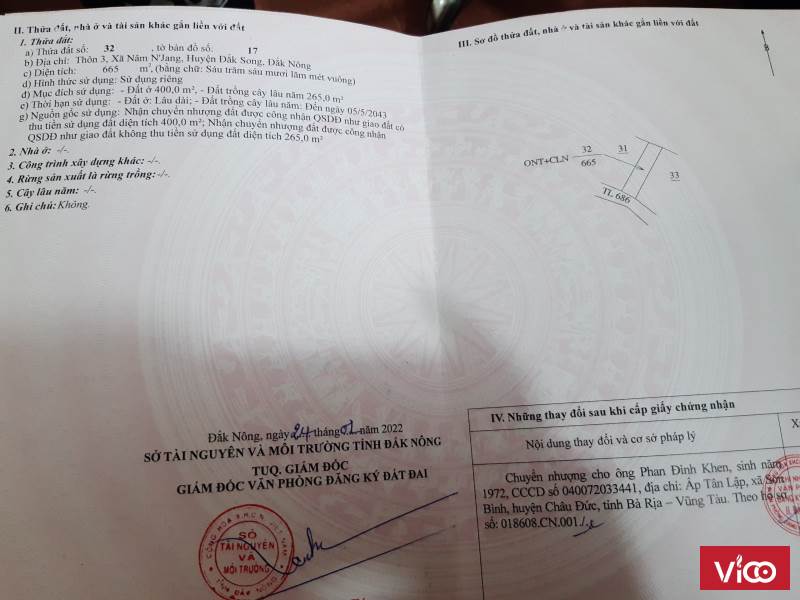 II. Thửa đất, nhà ở và tài sản khác gắn liền với đất
1. Thửa đất:
a) Thửa đất số: 32 , tờ bản đồ số: 17
b) Địa chỉ: Thôn 3, Xã Nâm N'Jang, Huyện Đắk Song, Đắk Nông
c) Diện tích: 665 m², (bằng chữ: Sáu trăm sáu mươi lăm mét vuông)
d) Hình thức sử dụng: Sử dụng riêng
đ) Mục đích sử dụng: - Đất ở 400,0 m², - Đất trồng cây lâu năm 265,0 m²
e) Thời hạn sử dụng: - Đất ở: Lâu dài; - Đất trồng cây lâu năm: Đến ngày 05/5/2043
g) Nguồn gốc sử dụng: Nhận chuyển nhượng đất được công nhận QSDĐ như giao đất có
thu tiền sử dụng đất diện tích 400,0 m²; Nhận chuyển nhượng đất được công nhận
QSDĐ như giao đất không thu tiền sử dụng đất diện tích 265,0 m²
2. Nhà ở: -/-.
3. Công trình xây dựng khác: -/-.
4. Rừng sản xuất là rừng trồng: -/-.
5. Cây lâu năm: -/-.
6. Ghi chú: Không.
III. Sơ đồ thửa đất, nhà ở và tài sản khác gắn liền với đất
B
ONT+CLN 32
665
31
33
TL 686
Đắk Nông, ngày 24 tháng 02 năm 2022
SỞ TÀI NGUYÊN VÀ MÔI TRƯỜNG TỈNH ĐẮK NÔNG
TUQ. GIÁM ĐỐC
GIÁM ĐỐC VĂN PHÒNG ĐĂNG KÝ ĐẤT ĐAI
CỘNG HÒA X.H.C.N. VIỆT NAM
SỞ
TÀI NGUYÊN
VÀ
MÔI TRƯỜNG
TỈNH ĐẮK NÔNG
IV. Những thay đổi sau khi cấp giấy chứng nhận
Nội dung thay đổi và cơ sở pháp lý
Chuyển nhượng cho ông Phan Đình Khen, sinh năm
1972, CCCD số 040072033441, địa chỉ: Ấp Tân Lập, xã Sơn
Bình, huyện Châu Đức, tỉnh Bà Rịa – Vũng Tàu. Theo hồ sơ
số: 018608.CN.001./.
Vico